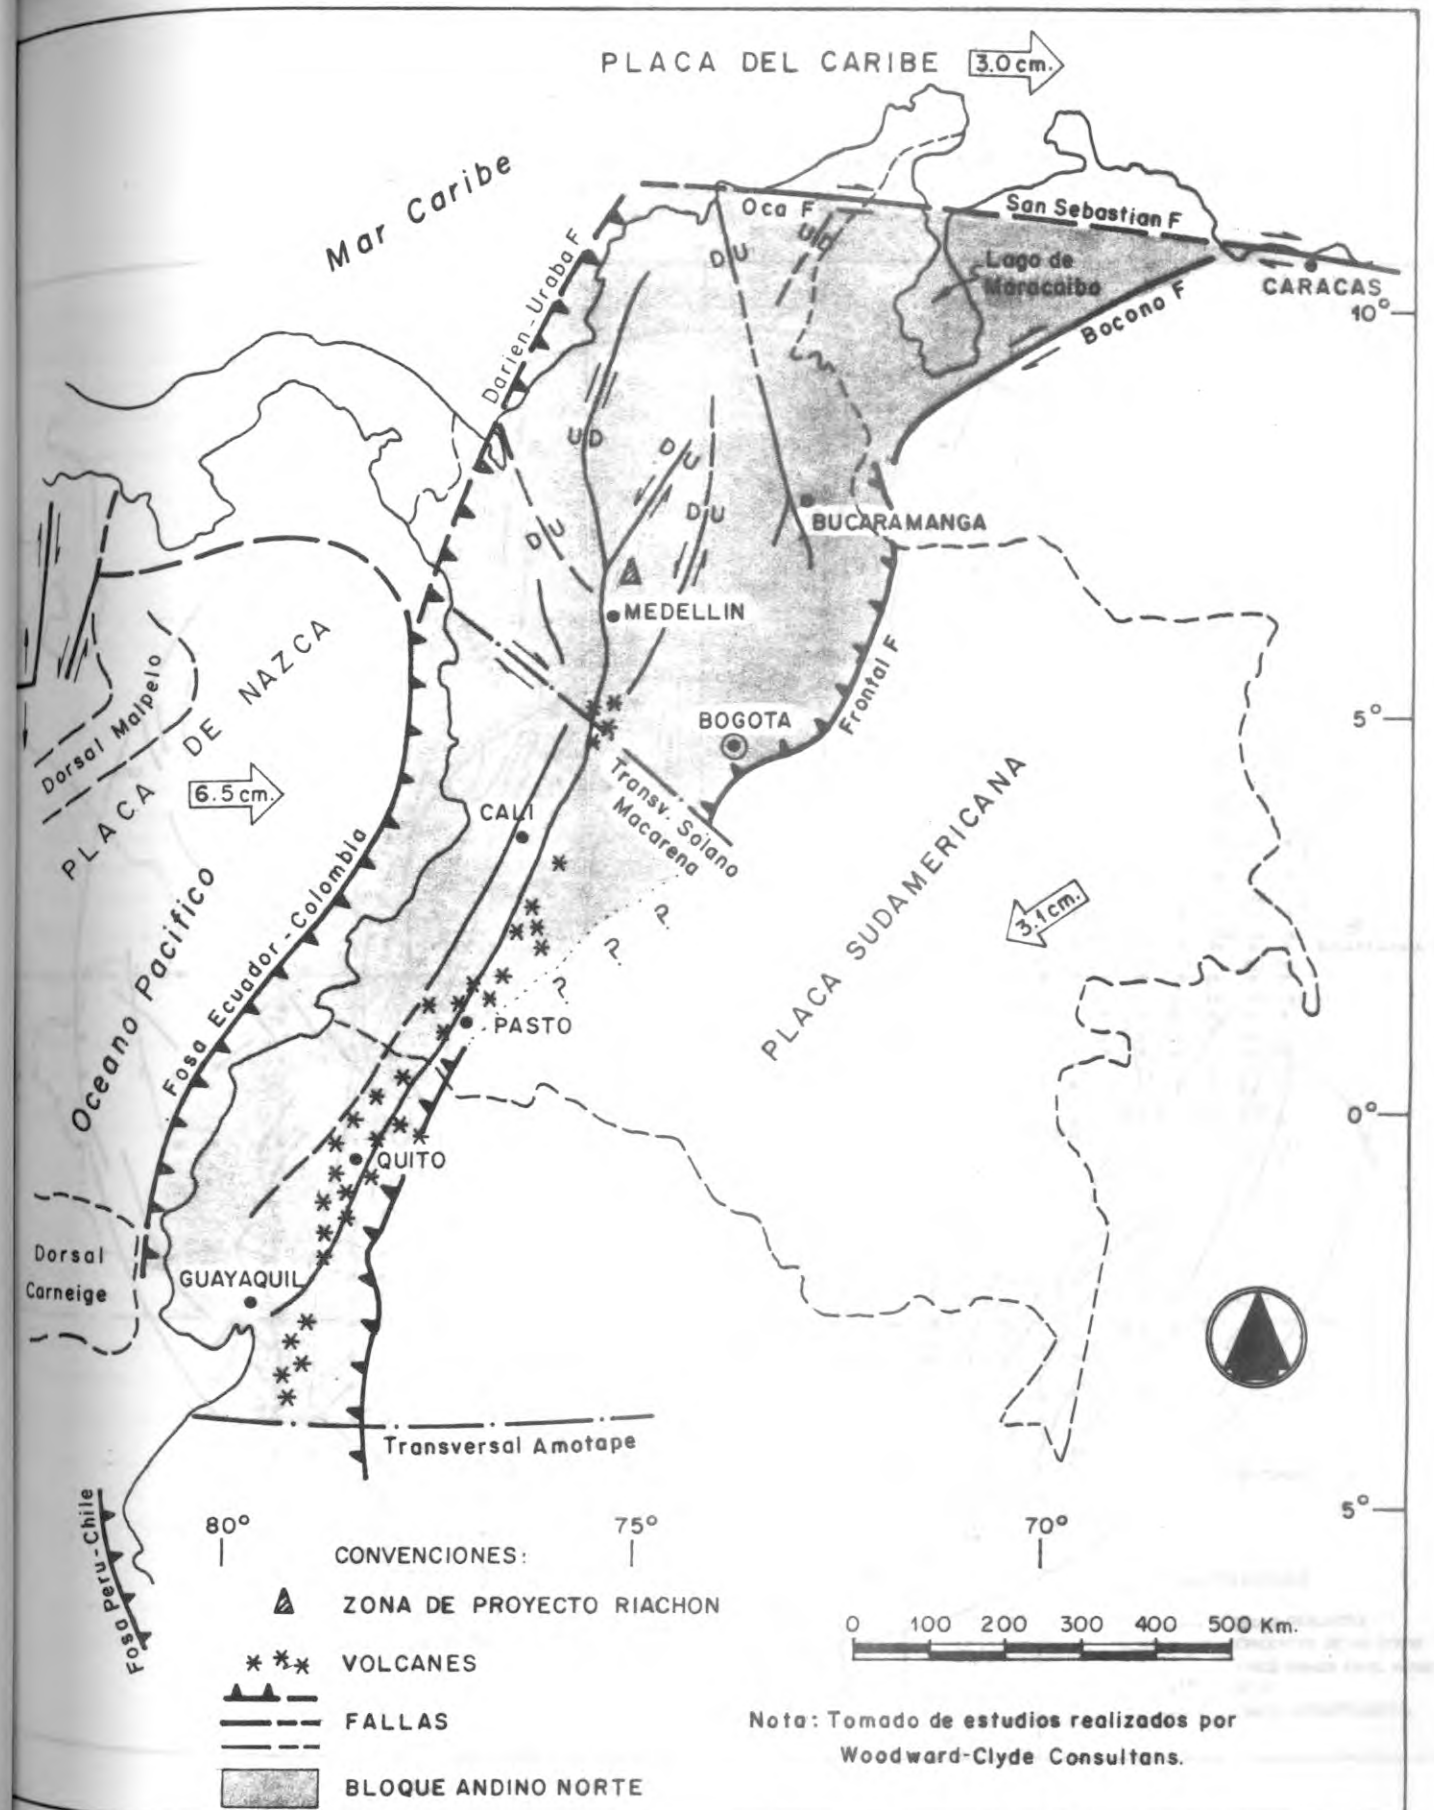 PLACA DEL CARIBE
3.0 cm.
Mar Caribe
Oca F
San Sebastian F
U D
D U
Lago de
Maracaibo
CARACAS
10°
Bocono F
Darien-Uraba F
U D
D U
D U
D U
BUCARAMANGA
MEDELLIN
Frontal F
BOGOTA
5°
Dorsal Malpelo
PLACA DE NAZCA
6.5 cm.
CALI
Transv. Solano
Macarena
PLACA SUDAMERICANA
3.1 cm.
Oceano Pacifico
Fosa Ecuador-Colombia
?
?
?
PASTO
0°
QUITO
Dorsal
Carneige
GUAYAQUIL
Transversal Amotape
Fosa Peru-Chile
5°
80°
75°
70°
CONVENCIONES:
ZONA DE PROYECTO RIACHON
VOLCANES
FALLAS
BLOQUE ANDINO NORTE
0 100 200 300 400 500 Km.
Nota: Tomado de estudios realizados por
Woodward-Clyde Consultans.